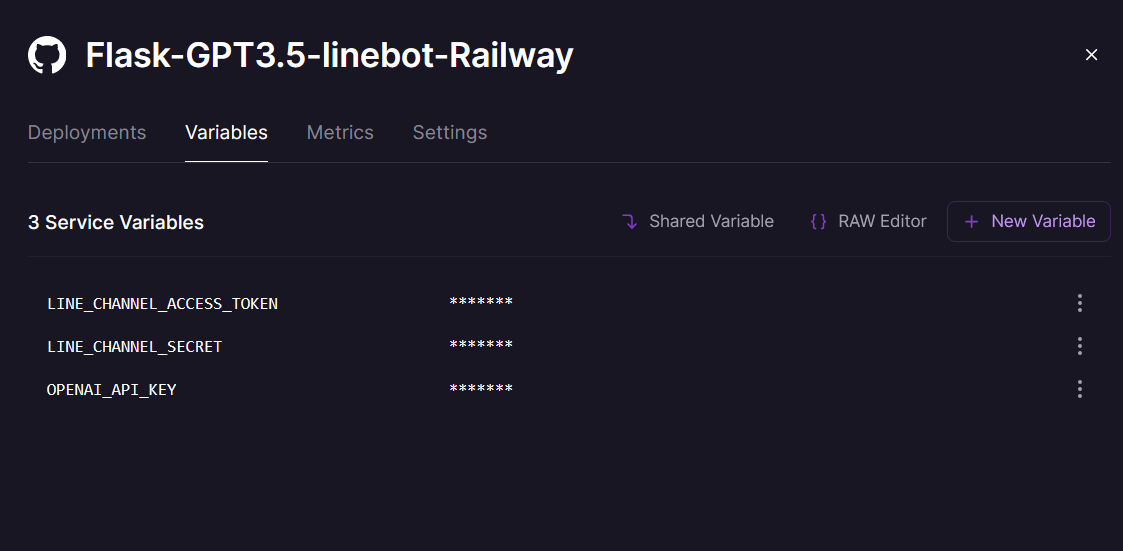 Flask-GPT3.5-linebot-Railway
Deployments Variables Metrics Settings
3 Service Variables Shared Variable {} RAW Editor + New Variable
LINE_CHANNEL_ACCESS_TOKEN *******
LINE_CHANNEL_SECRET *******
OPENAI_API_KEY *******